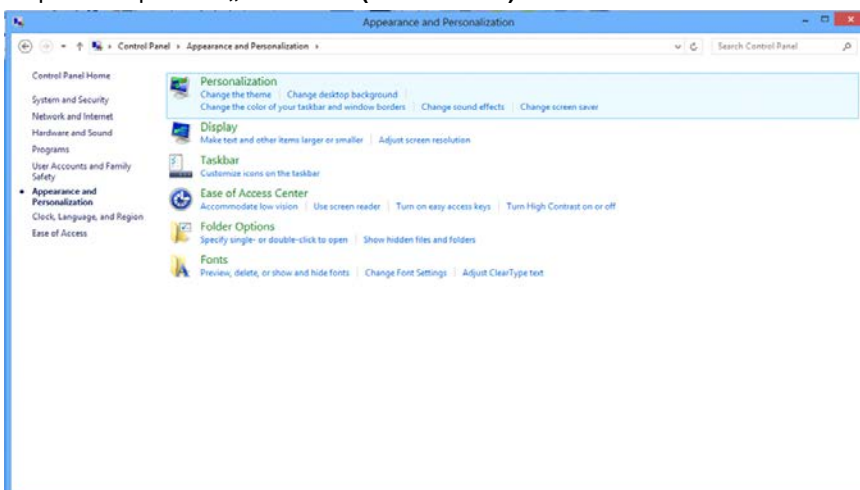 Appearance and Personalization
Control Panel › Appearance and Personalization ›
Search Control Panel
Control Panel Home
System and Security
Network and Internet
Hardware and Sound
Programs
User Accounts and Family
Safety
Appearance and
Personalization
Clock, Language, and Region
Ease of Access
Personalization
Change the theme | Change desktop background |
Change the color of your taskbar and window borders | Change sound effects | Change screen saver
Display
Make text and other items larger or smaller | Adjust screen resolution
Taskbar
Customize icons on the taskbar
Ease of Access Center
Accommodate low vision | Use screen reader | Turn on easy access keys | Turn High Contrast on or off
Folder Options
Specify single- or double-click to open | Show hidden files and folders
Fonts
Preview, delete, or show and hide fonts | Change Font Settings | Adjust ClearType text